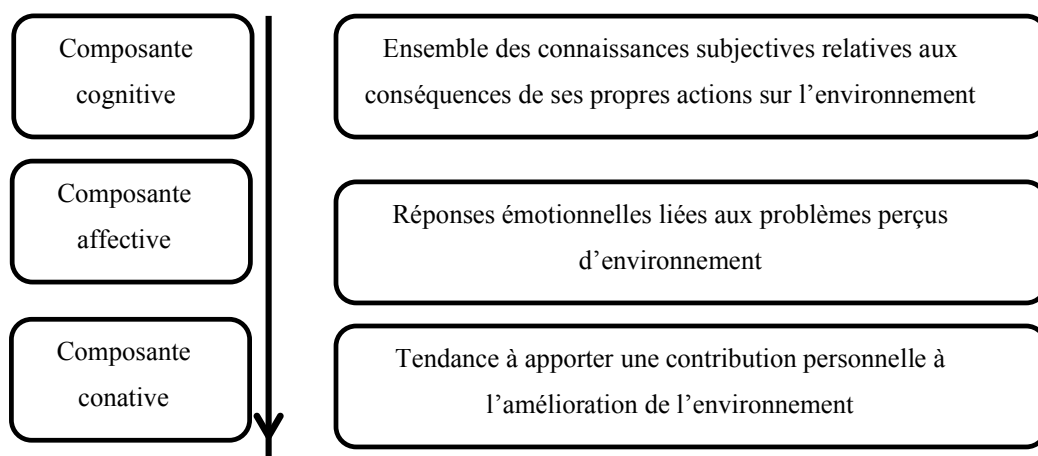 Composante
cognitive
Ensemble des connaissances subjectives relatives aux
conséquences de ses propres actions sur l’environnement
Composante
affective
Réponses émotionnelles liées aux problèmes perçus
d’environnement
Composante
conative
Tendance à apporter une contribution personnelle à
l’amélioration de l’environnement